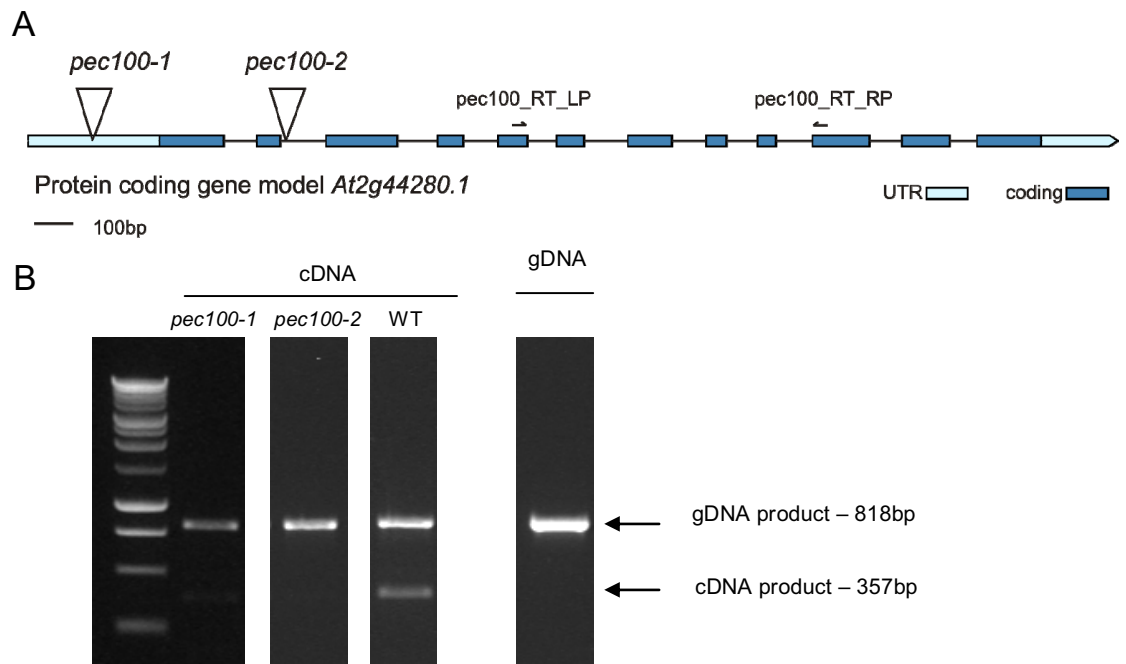 A
pec100-1
pec100-2
pec100_RT_LP
pec100_RT_RP
Protein coding gene model At2g44280.1
UTR
coding
100bp
B
cDNA
gDNA
pec100-1
pec100-2
WT
gDNA product – 818bp
cDNA product – 357bp